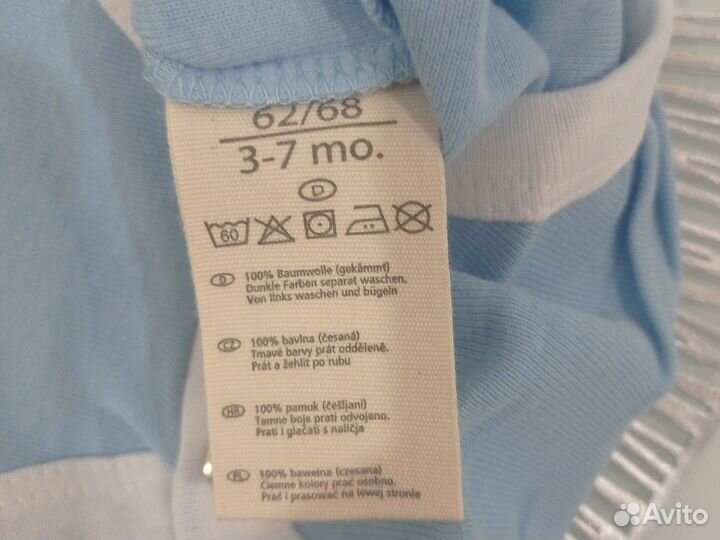 62/68
3-7 mo.
D
60
D 100% Baumwolle (gekämmt)
Dunkle Farben separat waschen.
Von links waschen und bügeln
CZ 100% bavlna (česaná)
Tmavé barvy prát odděleně.
Prát a žehlit po rubu
HR 100% pamuk (češljani)
Tamne boje prati odvojeno.
Prati i glačati s naličja
PL 100% bawełna (czesana)
Ciemne kolory prać osobno.
Prać i prasować na lewej stronie
Avito